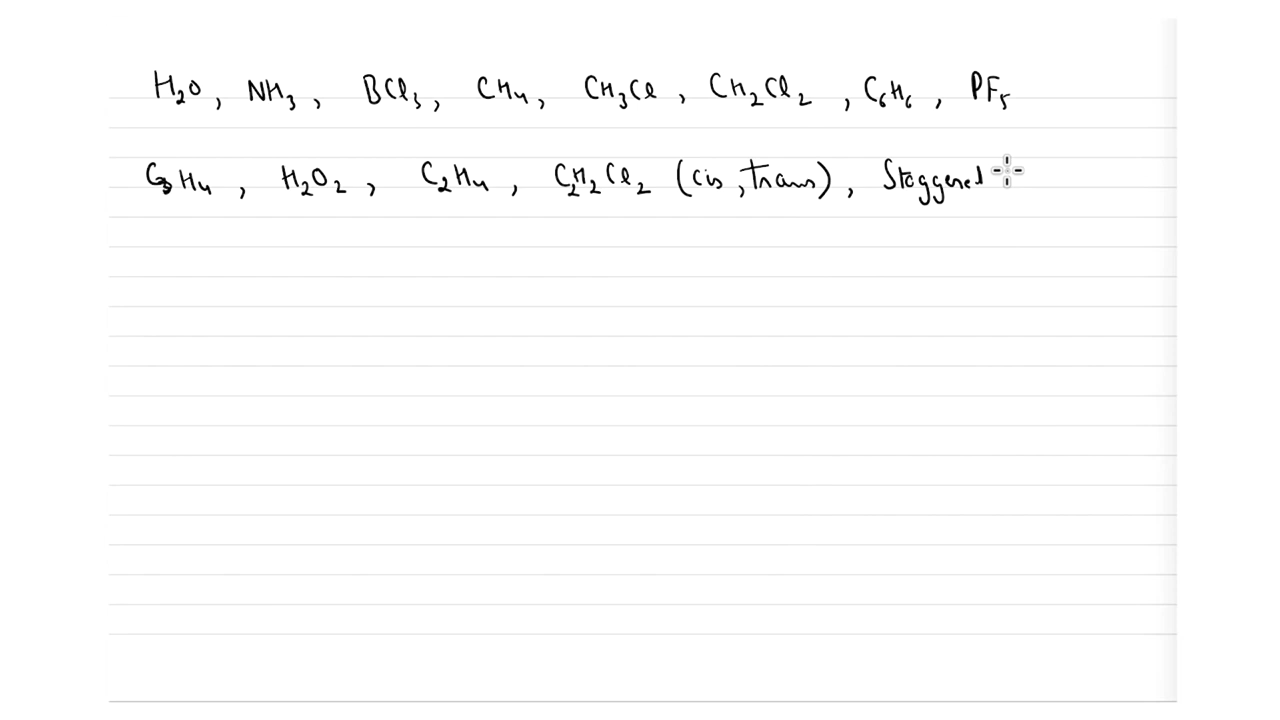 H₂O, NH₃, BCl₃, CH₄, CH₃Cl, CH₂Cl₂, C₆H₆, PF₅
C₃H₄, H₂O₂, C₂H₄, C₂H₂Cl₂ (cis, trans), Staggered